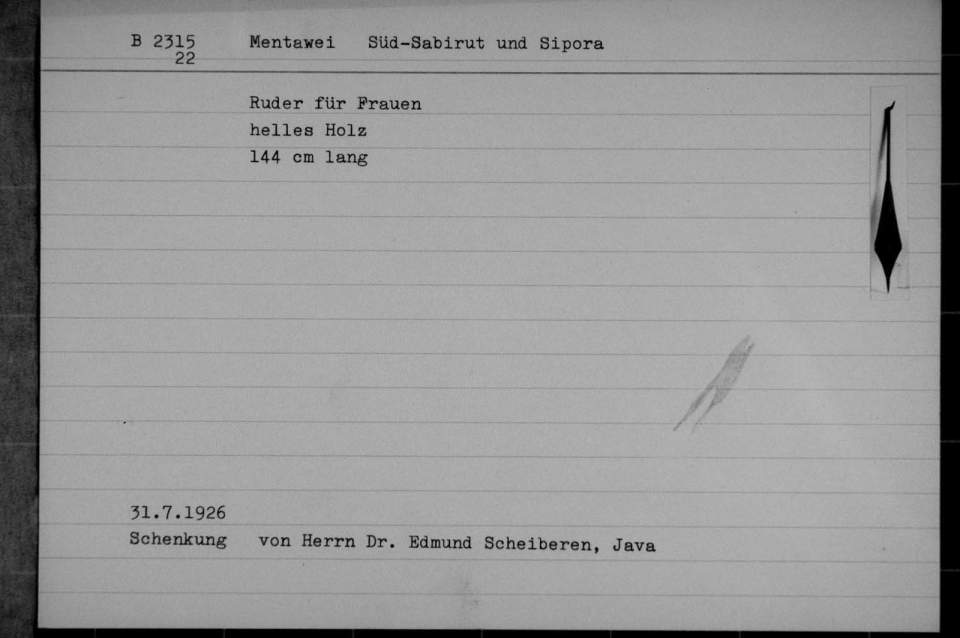 B 2315 Mentawei Süd-Sabirut und Sipora
22
Ruder für Frauen
helles Holz
144 cm lang
31.7.1926
Schenkung von Herrn Dr. Edmund Scheiberen, Java